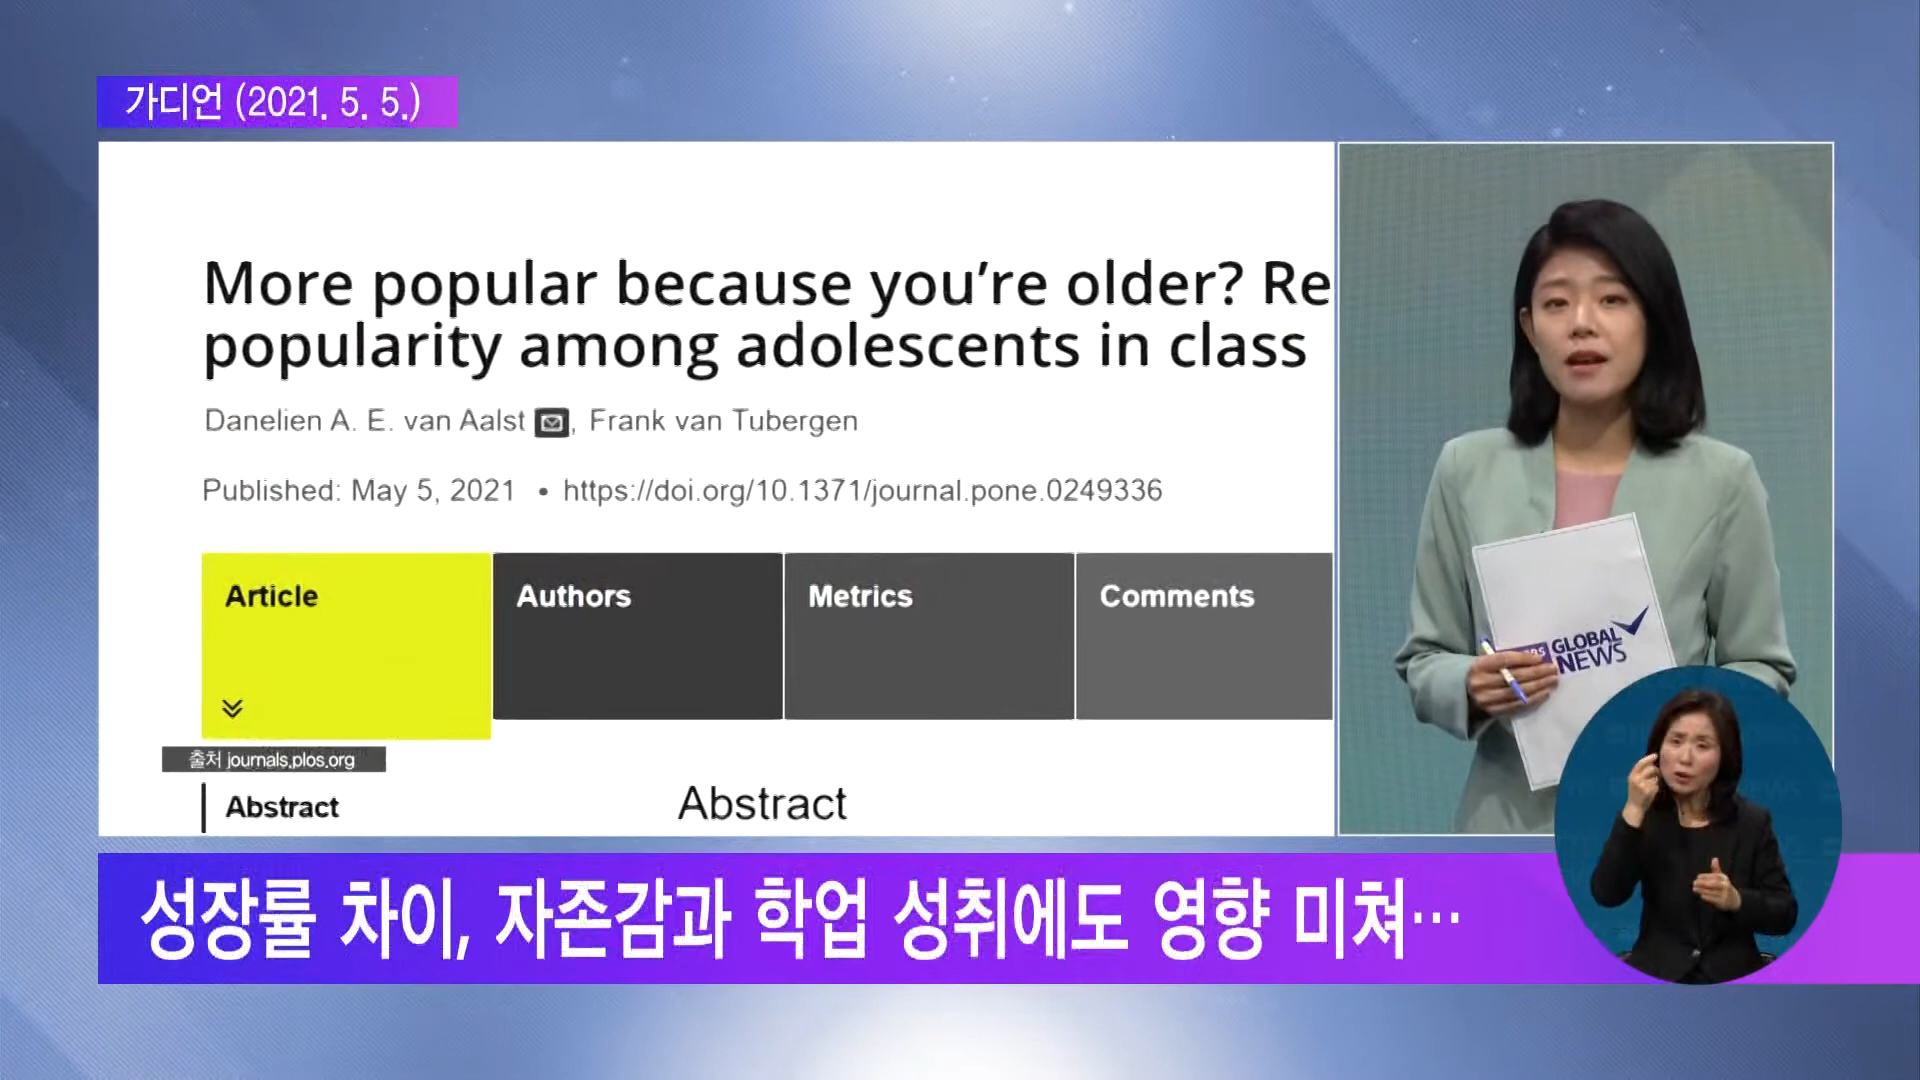 가디언 (2021. 5. 5.)
More popular because you're older? Re
popularity among adolescents in class
Danelien A. E. van Aalst , Frank van Tubergen
Published: May 5, 2021 • https://doi.org/10.1371/journal.pone.0249336
Article
Authors
Metrics
Comments
출처 journals.plos.org
Abstract
Abstract
GLOBAL
NEWS
성장률 차이, 자존감과 학업 성취에도 영향 미쳐…